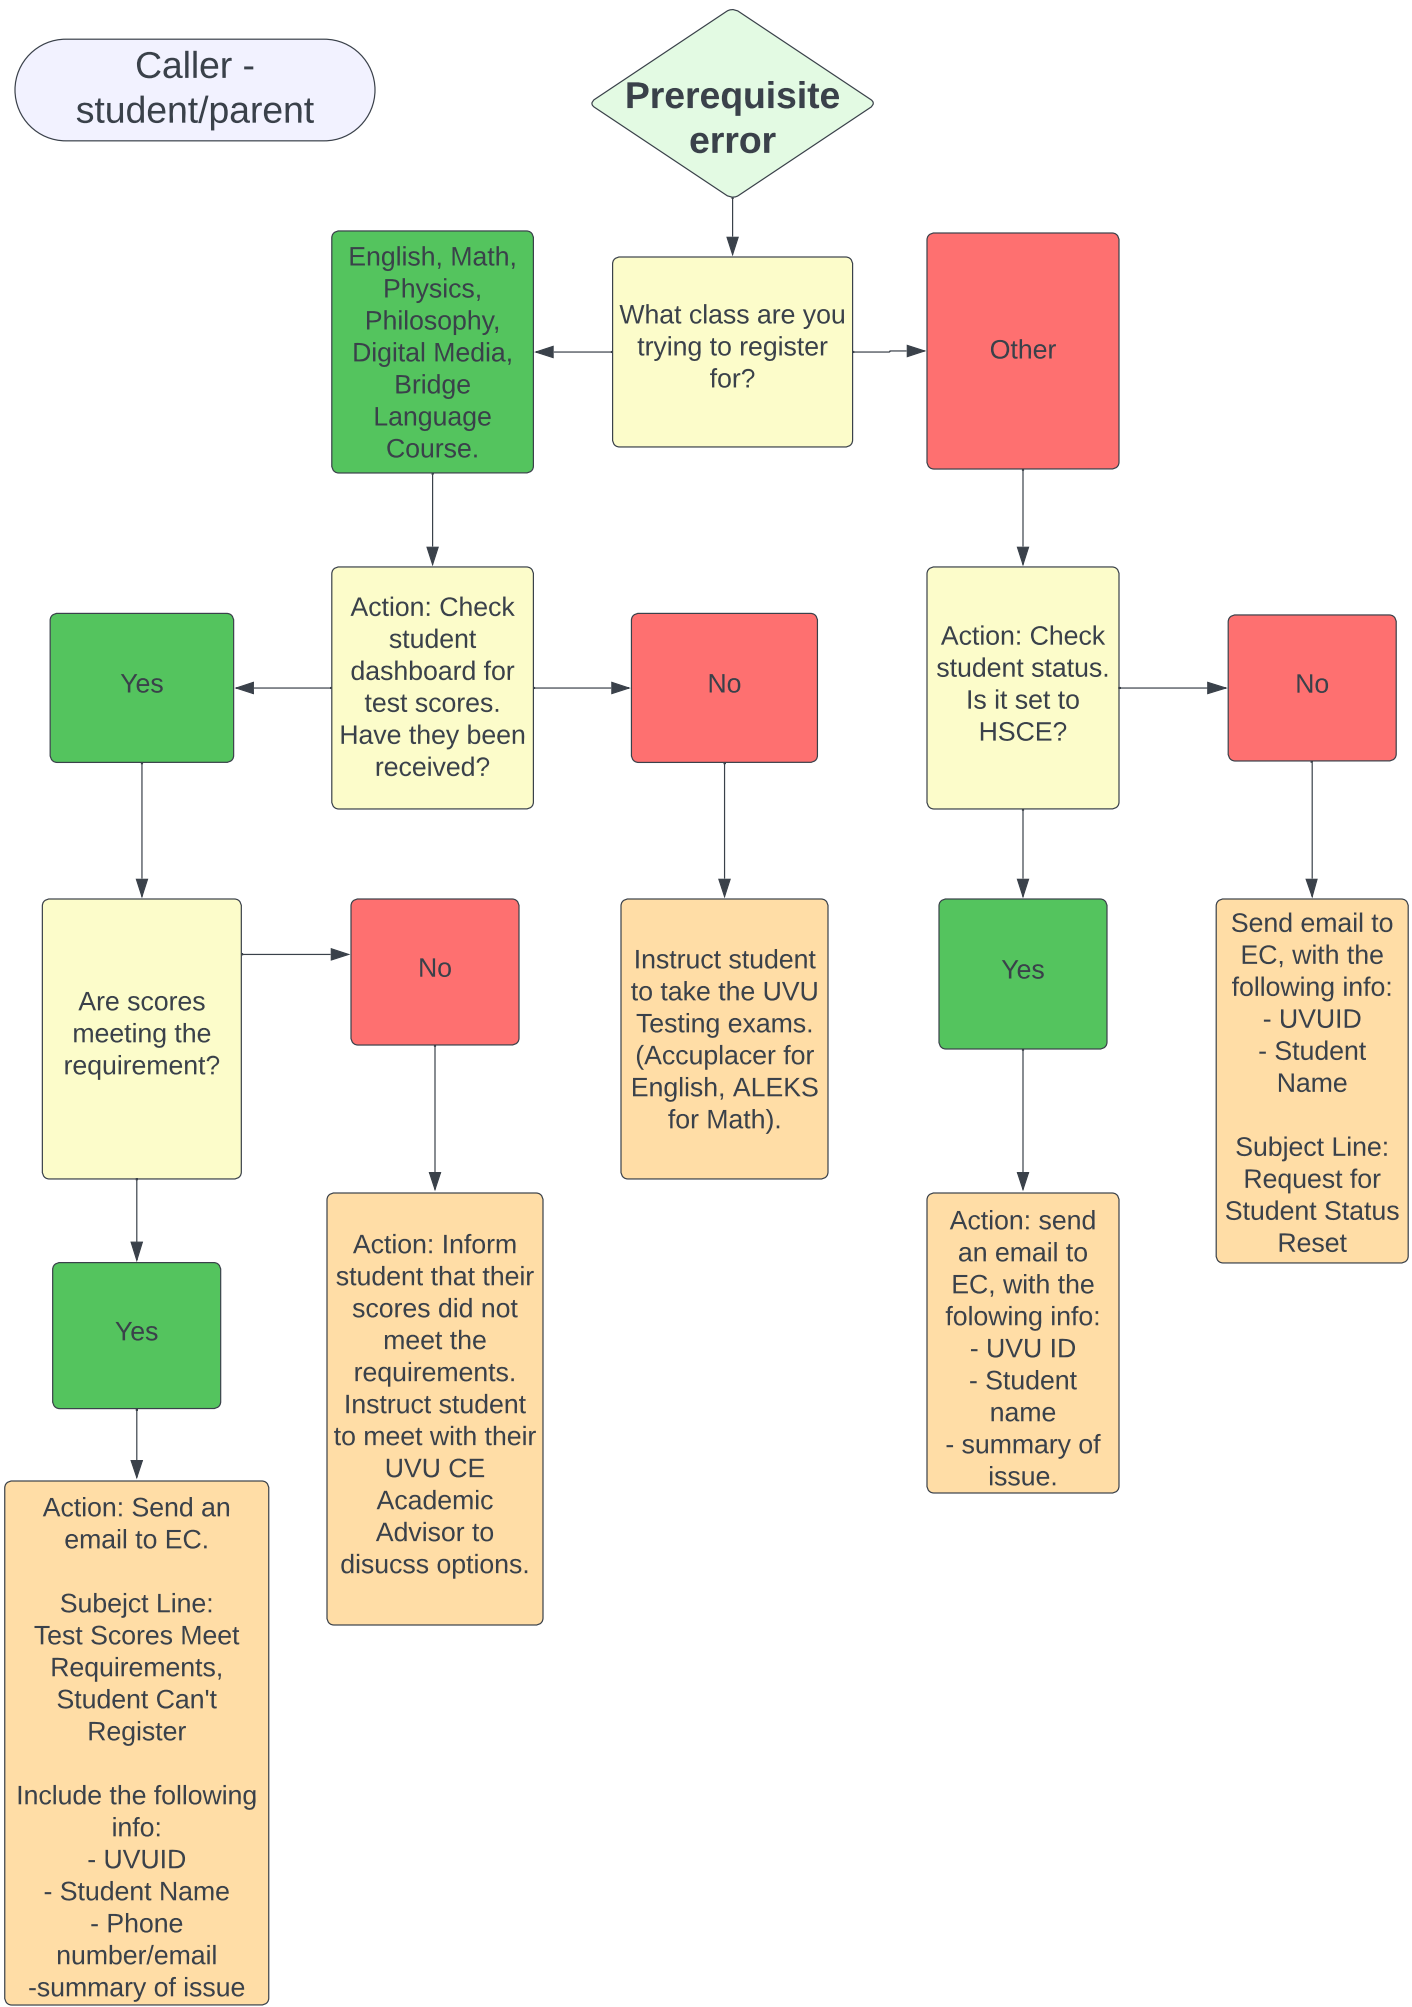 Caller -
student/parent
Prerequisite
error
English, Math,
Physics,
Philosophy,
Digital Media,
Bridge
Language
Course.
What class are you
trying to register
for?
Other
Yes
Action: Check
student
dashboard for
test scores.
Have they been
received?
No
Action: Check
student status.
Is it set to
HSCE?
No
Are scores
meeting the
requirement?
No
Instruct student
to take the UVU
Testing exams.
(Accuplacer for
English, ALEKS
for Math).
Yes
Send email to
EC, with the
following info:
- UVUID
- Student
Name
Subject Line:
Request for
Student Status
Reset
Yes
Action: Inform
student that their
scores did not
meet the
requirements.
Instruct student
to meet with their
UVU CE
Academic
Advisor to
disucss options.
Action: send
an email to
EC, with the
folowing info:
- UVU ID
- Student
name
- summary of
issue.
Action: Send an
email to EC.
Subejct Line:
Test Scores Meet
Requirements,
Student Can't
Register
Include the following
info:
- UVUID
- Student Name
- Phone
number/email
-summary of issue